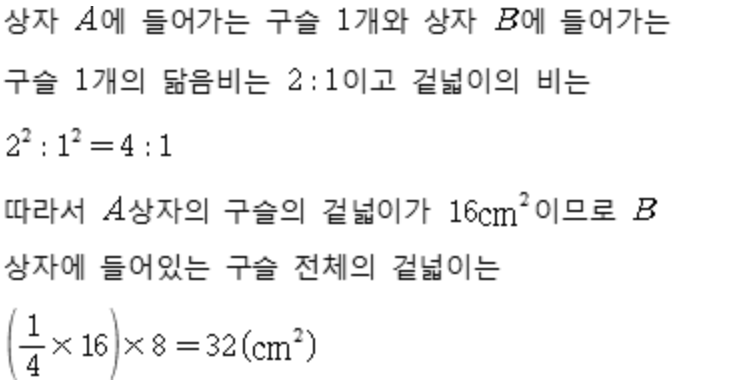 상자 A에 들어가는 구슬 1개와 상자 B에 들어가는
구슬 1개의 닮음비는 2 : 1이고 겉넓이의 비는
2² : 1² = 4 : 1
따라서 A상자의 구슬의 겉넓이가 16cm²이므로 B
상자에 들어있는 구슬 전체의 겉넓이는
(1/4 × 16) × 8 = 32(cm²)